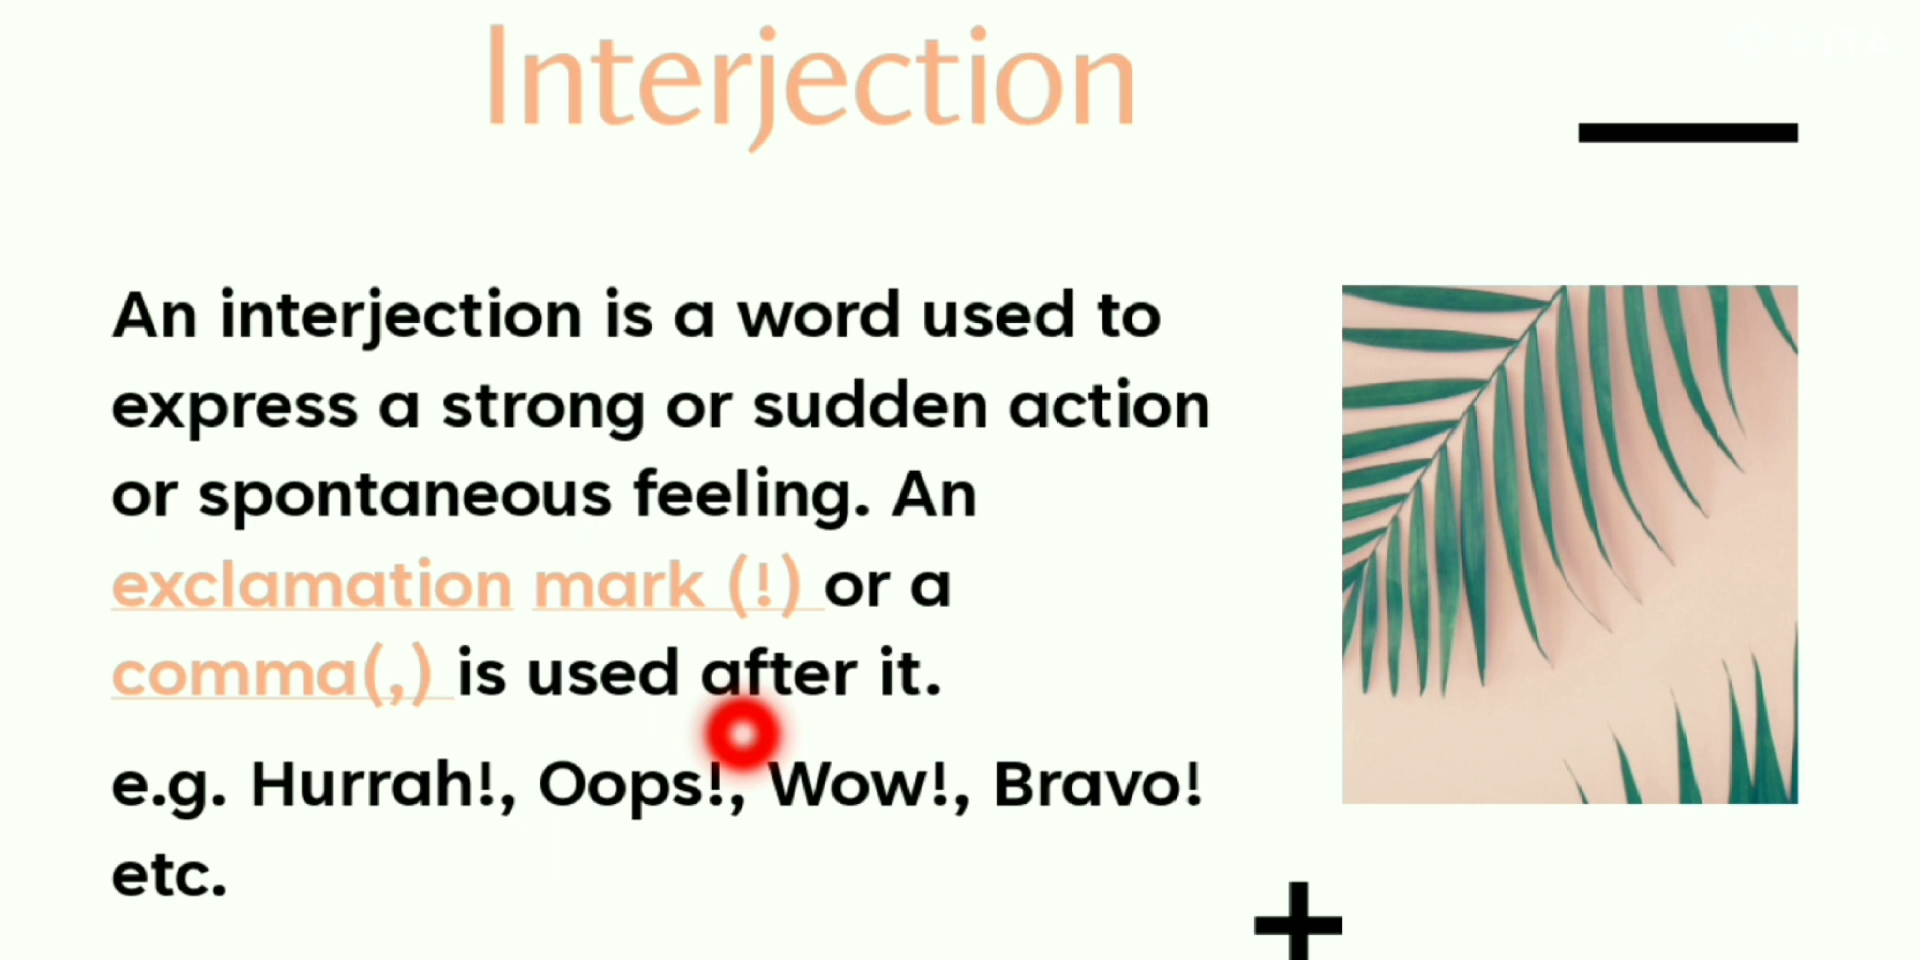 Interjection
An interjection is a word used to
express a strong or sudden action
or spontaneous feeling. An
exclamation mark (!) or a
comma(,) is used after it.
e.g. Hurrah!, Oops!, Wow!, Bravo!
etc.